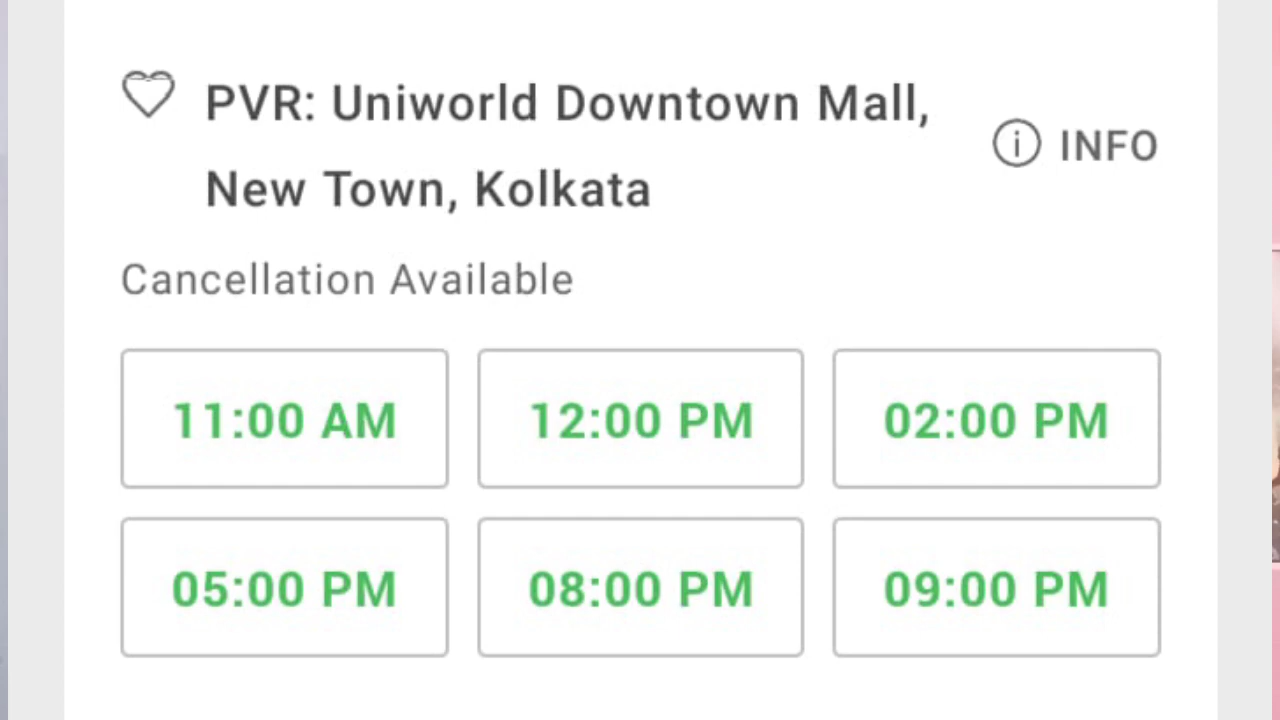 PVR: Uniworld Downtown Mall,
New Town, Kolkata
INFO
Cancellation Available
11:00 AM 12:00 PM 02:00 PM
05:00 PM 08:00 PM 09:00 PM